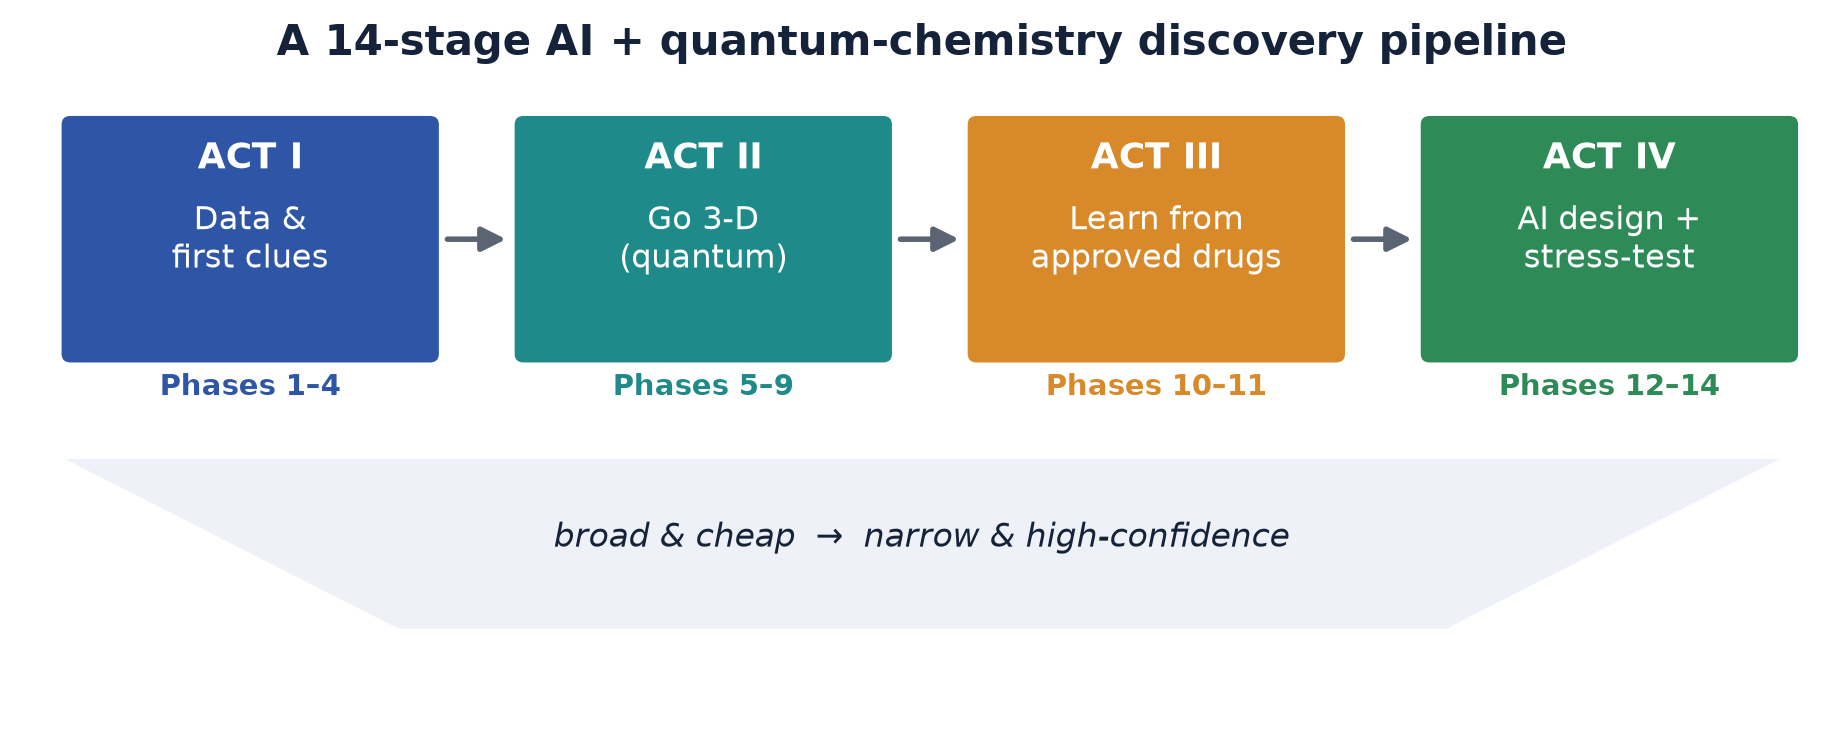 A 14-stage AI + quantum-chemistry discovery pipeline
ACT I
Data &
first clues
Phases 1–4
ACT II
Go 3-D
(quantum)
Phases 5–9
ACT III
Learn from
approved drugs
Phases 10–11
ACT IV
AI design +
stress-test
Phases 12–14
broad & cheap → narrow & high-confidence